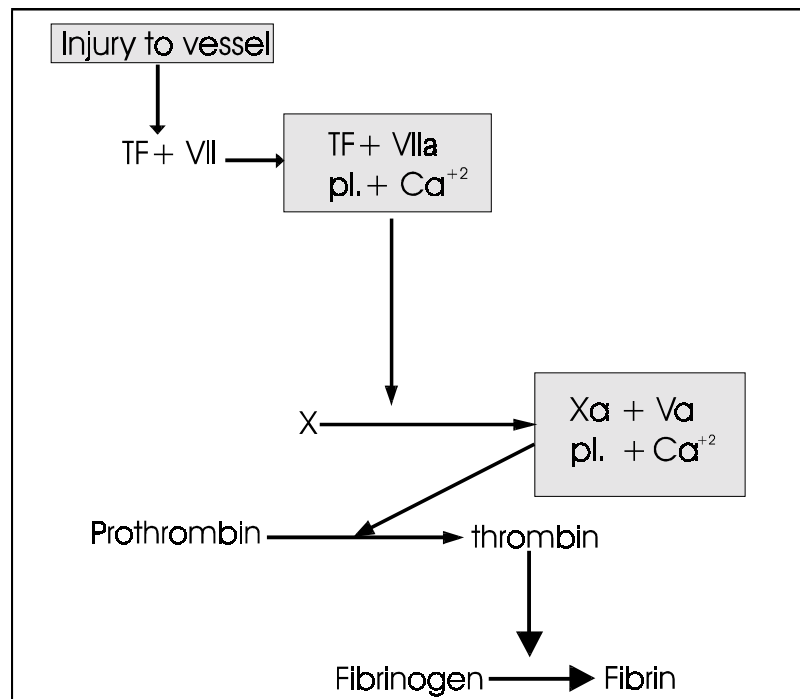 Injury to vessel
TF + VII
TF + VIIa
pl. + Ca+2
X
Xa + Va
pl. + Ca+2
Prothrombin
thrombin
Fibrinogen
Fibrin